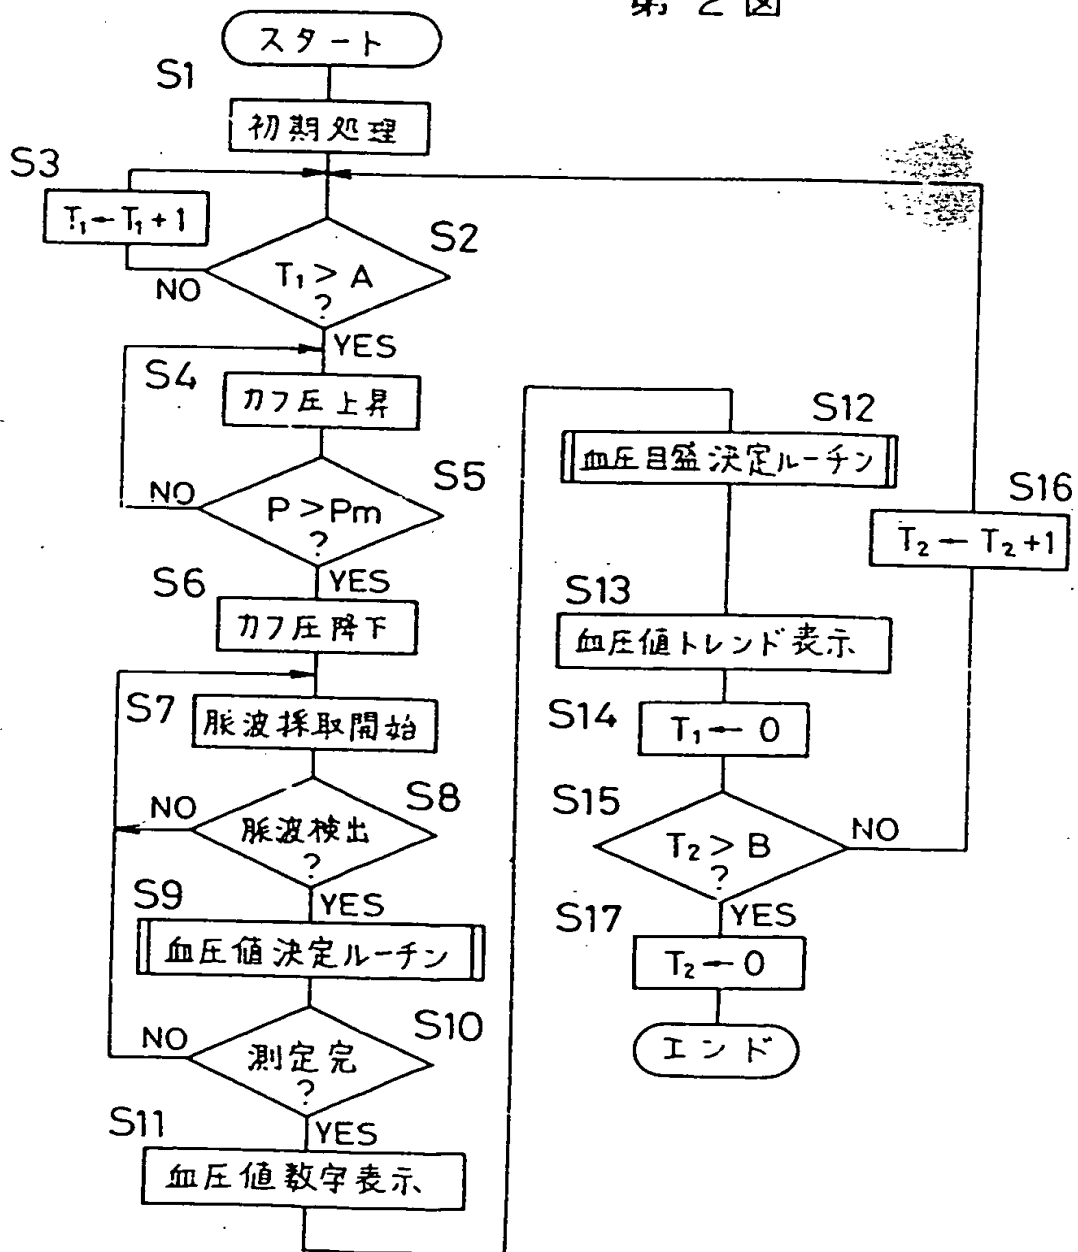 第2図
スタート
S1
初期処理
S3
T₁←T₁+1
S2
T₁>A
?
NO
YES
S4
カフ圧上昇
S5
P>Pm
?
NO
YES
S6
カフ圧降下
S7
脈波採取開始
S8
脈波検出
?
NO
YES
S9
血圧値決定ルーチン
S10
測定完
?
NO
YES
S11
血圧値数字表示
S12
血圧目盛決定ルーチン
S13
血圧値トレンド表示
S14
T₁←0
S15
T₂>B
?
NO
YES
S16
T₂←T₂+1
S17
T₂←0
エンド